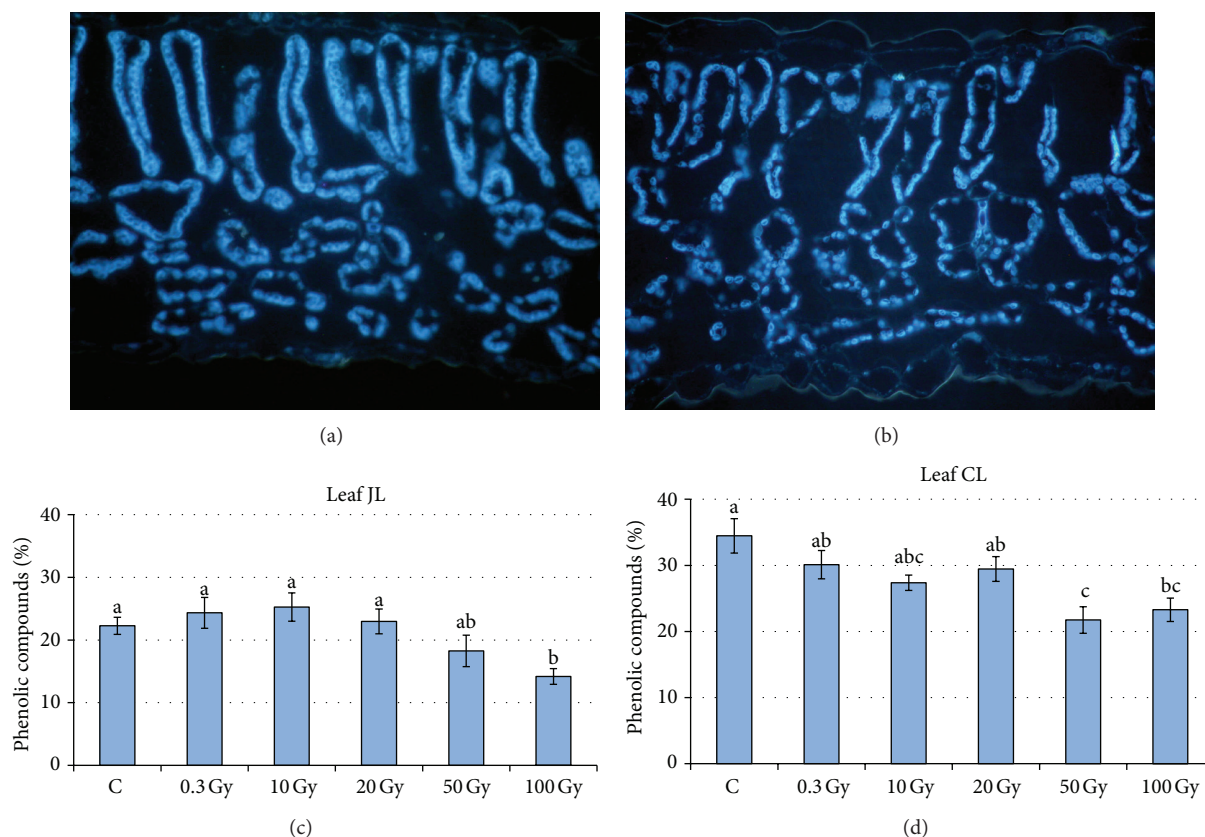 (a)
(b)
Leaf JL
Phenolic compounds (%)
40
30
20
10
0
a
a
a
a
ab
b
C
0.3 Gy
10 Gy
20 Gy
50 Gy
100 Gy
(c)
Leaf CL
Phenolic compounds (%)
40
30
20
10
0
a
ab
abc
ab
c
bc
C
0.3 Gy
10 Gy
20 Gy
50 Gy
100 Gy
(d)